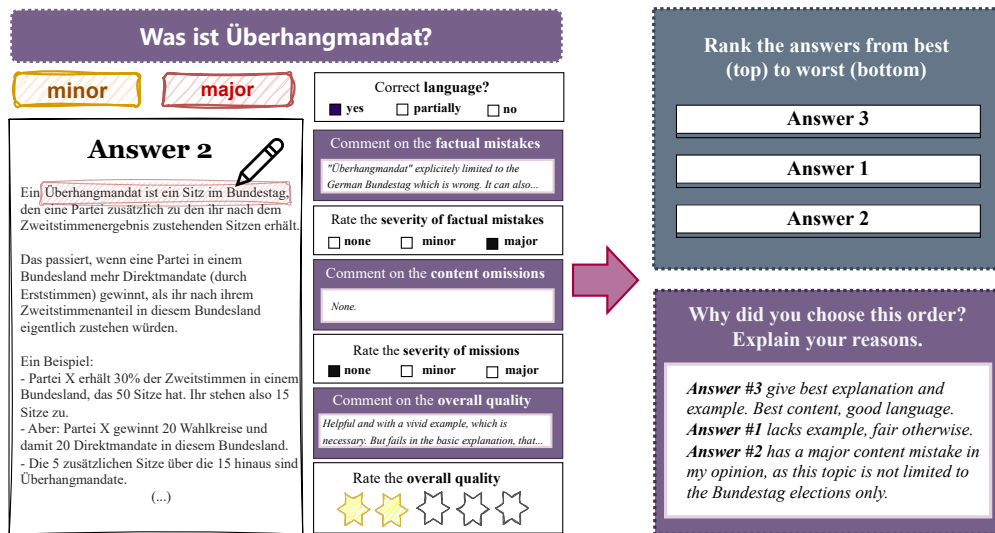 Was ist Überhangmandat?
minor
major
Answer 2
Ein Überhangmandat ist ein Sitz im Bundestag,
den eine Partei zusätzlich zu den ihr nach dem
Zweitstimmenergebnis zustehenden Sitzen erhält.
Das passiert, wenn eine Partei in einem
Bundesland mehr Direktmandate (durch
Erststimmen) gewinnt, als ihr nach ihrem
Zweitstimmenanteil in diesem Bundesland
eigentlich zustehen würden.
Ein Beispiel:
- Partei X erhält 30% der Zweitstimmen in einem
Bundesland, das 50 Sitze hat. Ihr stehen also 15
Sitze zu.
- Aber: Partei X gewinnt 20 Wahlkreise und
damit 20 Direktmandate in diesem Bundesland.
- Die 5 zusätzlichen Sitze über die 15 hinaus sind
Überhangmandate.
(...)
Correct language?
yes partially no
Comment on the factual mistakes
"Überhangmandat" explicitely limited to the
German Bundestag which is wrong. It can also...
Rate the severity of factual mistakes
none minor major
Comment on the content omissions
None.
Rate the severity of missions
none minor major
Comment on the overall quality
Helpful and with a vivid example, which is
necessary. But fails in the basic explanation, that...
Rate the overall quality
Rank the answers from best
(top) to worst (bottom)
Answer 3
Answer 1
Answer 2
Why did you choose this order?
Explain your reasons.
Answer #3 give best explanation and
example. Best content, good language.
Answer #1 lacks example, fair otherwise.
Answer #2 has a major content mistake in
my opinion, as this topic is not limited to
the Bundestag elections only.